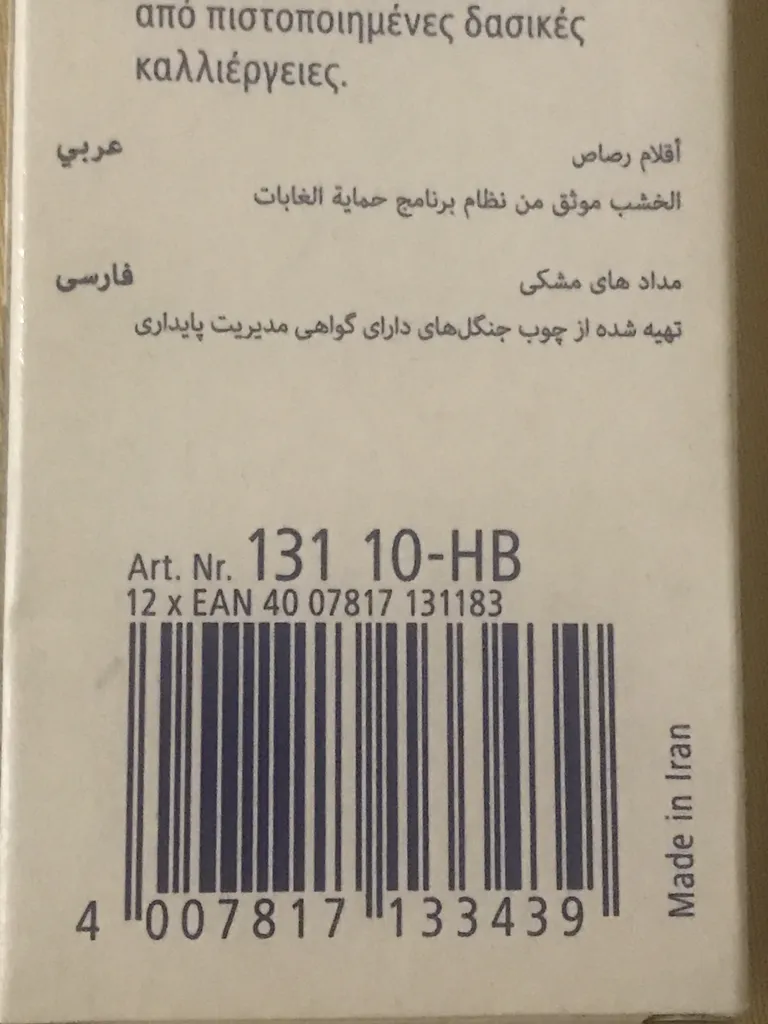 από πιστοποιημένες δασικές
καλλιέργειες.
عربي
أقلام رصاص
الخشب موثق من نظام برنامج حماية الغابات
فارسی
مداد های مشکی
تهیه شده از چوب جنگل‌های دارای گواهی مدیریت پایداری
Art. Nr. 131 10-HB
12 x EAN 40 07817 131183
4 007817 133439
Made in Iran